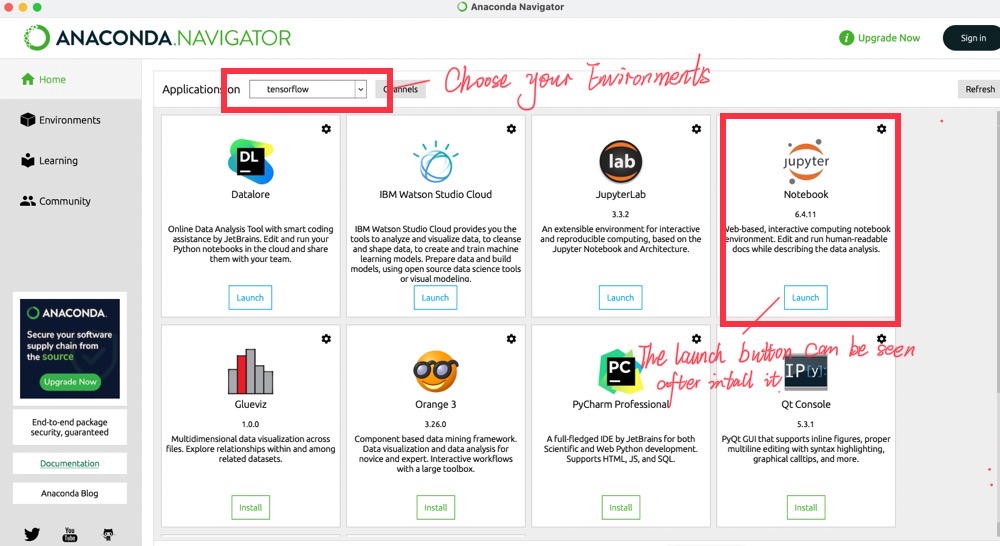 Anaconda Navigator
ANACONDA.NAVIGATOR
Upgrade Now
Sign in
Home
Environments
Learning
Community
Applications on
tensorflow
Channels
Choose your Environments
Refresh
DL
Datalore
Online Data Analysis Tool with smart coding
assistance by JetBrains. Edit and run your
Python notebooks in the cloud and share
them with your team.
Launch
IBM Watson Studio Cloud
IBM Watson Studio Cloud provides you the
tools to analyze and visualize data, to cleanse
and shape data, to create and train machine
learning models. Prepare data and build
models, using open source data science tools
or visual modeling.
Launch
lab
JupyterLab
3.3.2
An extensible environment for interactive
and reproducible computing, based on the
Jupyter Notebook and Architecture.
Launch
jupyter
Notebook
6.4.11
Web-based, interactive computing notebook
environment. Edit and run human-readable
docs while describing the data analysis.
Launch
The launch button can be seen
after intall it
Glueviz
1.0.0
Multidimensional data visualization across
files. Explore relationships within and among
related datasets.
Install
Orange 3
3.26.0
Component based data mining framework.
Data visualization and data analysis for
novice and expert. Interactive workflows
with a large toolbox.
Install
PC
PyCharm Professional
A full-fledged IDE by JetBrains for both
Scientific and Web Python development.
Supports HTML, JS, and SQL.
Install
IP[y]:
Qt Console
5.3.1
PyQt GUI that supports inline figures, proper
multiline editing with syntax highlighting,
graphical calltips, and more.
Install
ANACONDA.
Secure your software
supply chain from
the source
Upgrade Now
End-to-end package
security, guaranteed
Documentation
Anaconda Blog
You
Tube